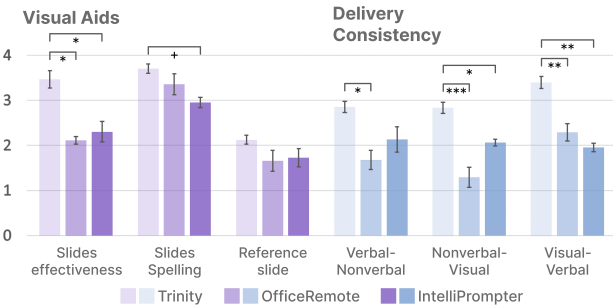 Visual Aids
Delivery
Consistency
4
3
2
1
0
*
*
+
*
*
***
**
**
Slides
effectiveness
Slides
Spelling
Reference
slide
Verbal-
Nonverbal
Nonverbal-
Visual
Visual-
Verbal
Trinity
OfficeRemote
IntelliPrompter